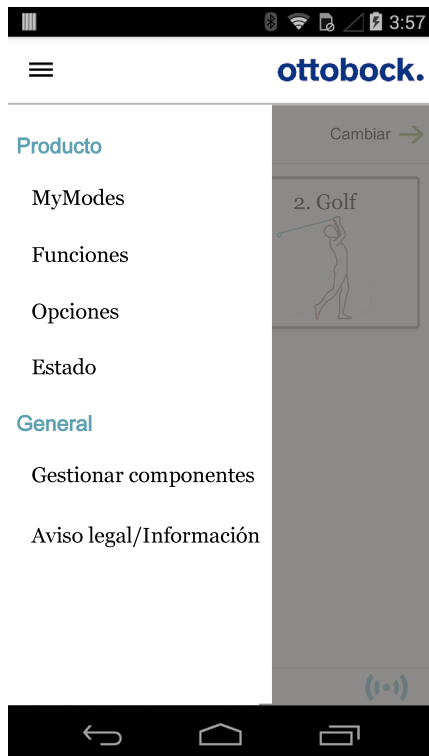 3:57
ottobock.
Producto
Cambiar
MyModes
2. Golf
Funciones
Opciones
Estado
General
Gestionar componentes
Aviso legal/Información